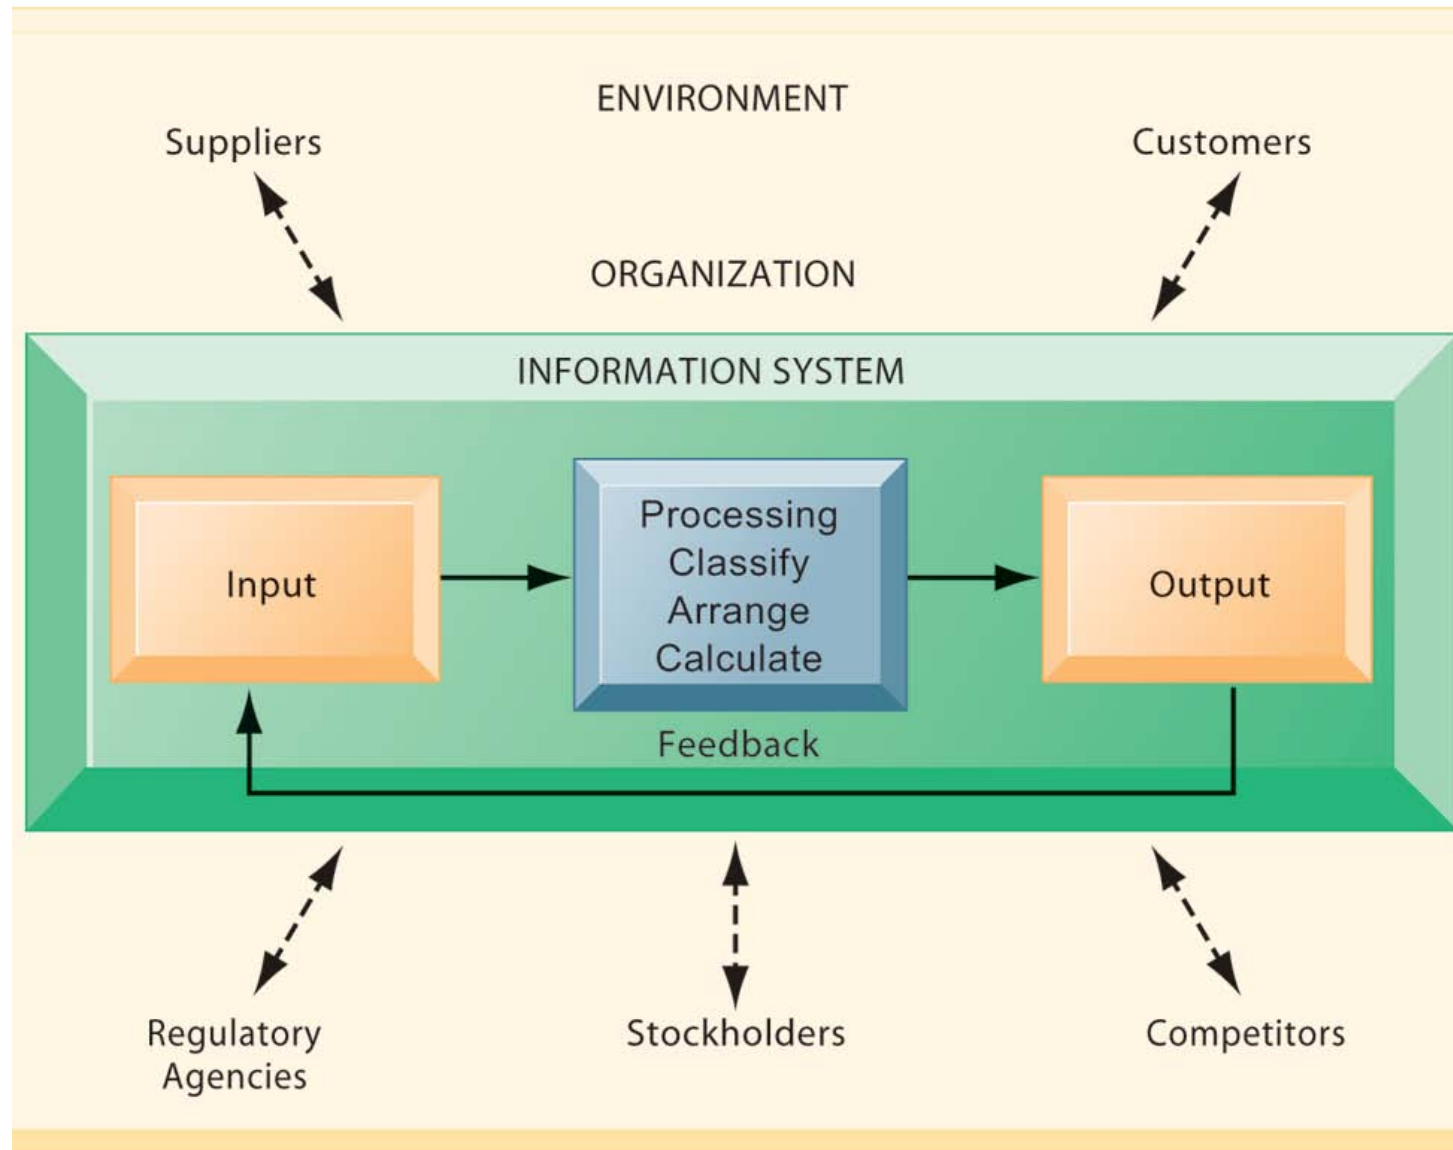 ENVIRONMENT
Suppliers
Customers
ORGANIZATION
INFORMATION SYSTEM
Input
Processing
Classify
Arrange
Calculate
Output
Feedback
Regulatory
Agencies
Stockholders
Competitors